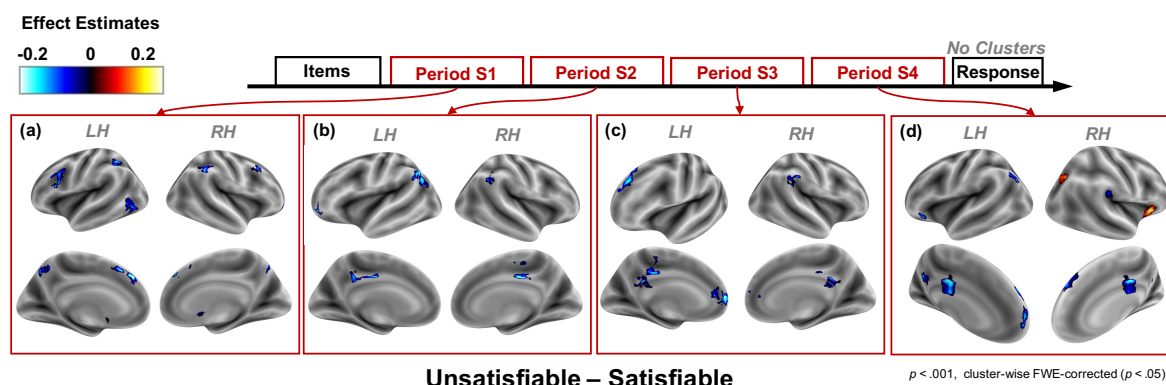 Effect Estimates
-0.2 0 0.2
No Clusters
Items Period S1 Period S2 Period S3 Period S4 Response
(a) LH RH (b) LH RH (c) LH RH (d) LH RH
Unsatisfiable – Satisfiable
p < .001, cluster-wise FWE-corrected (p < .05)